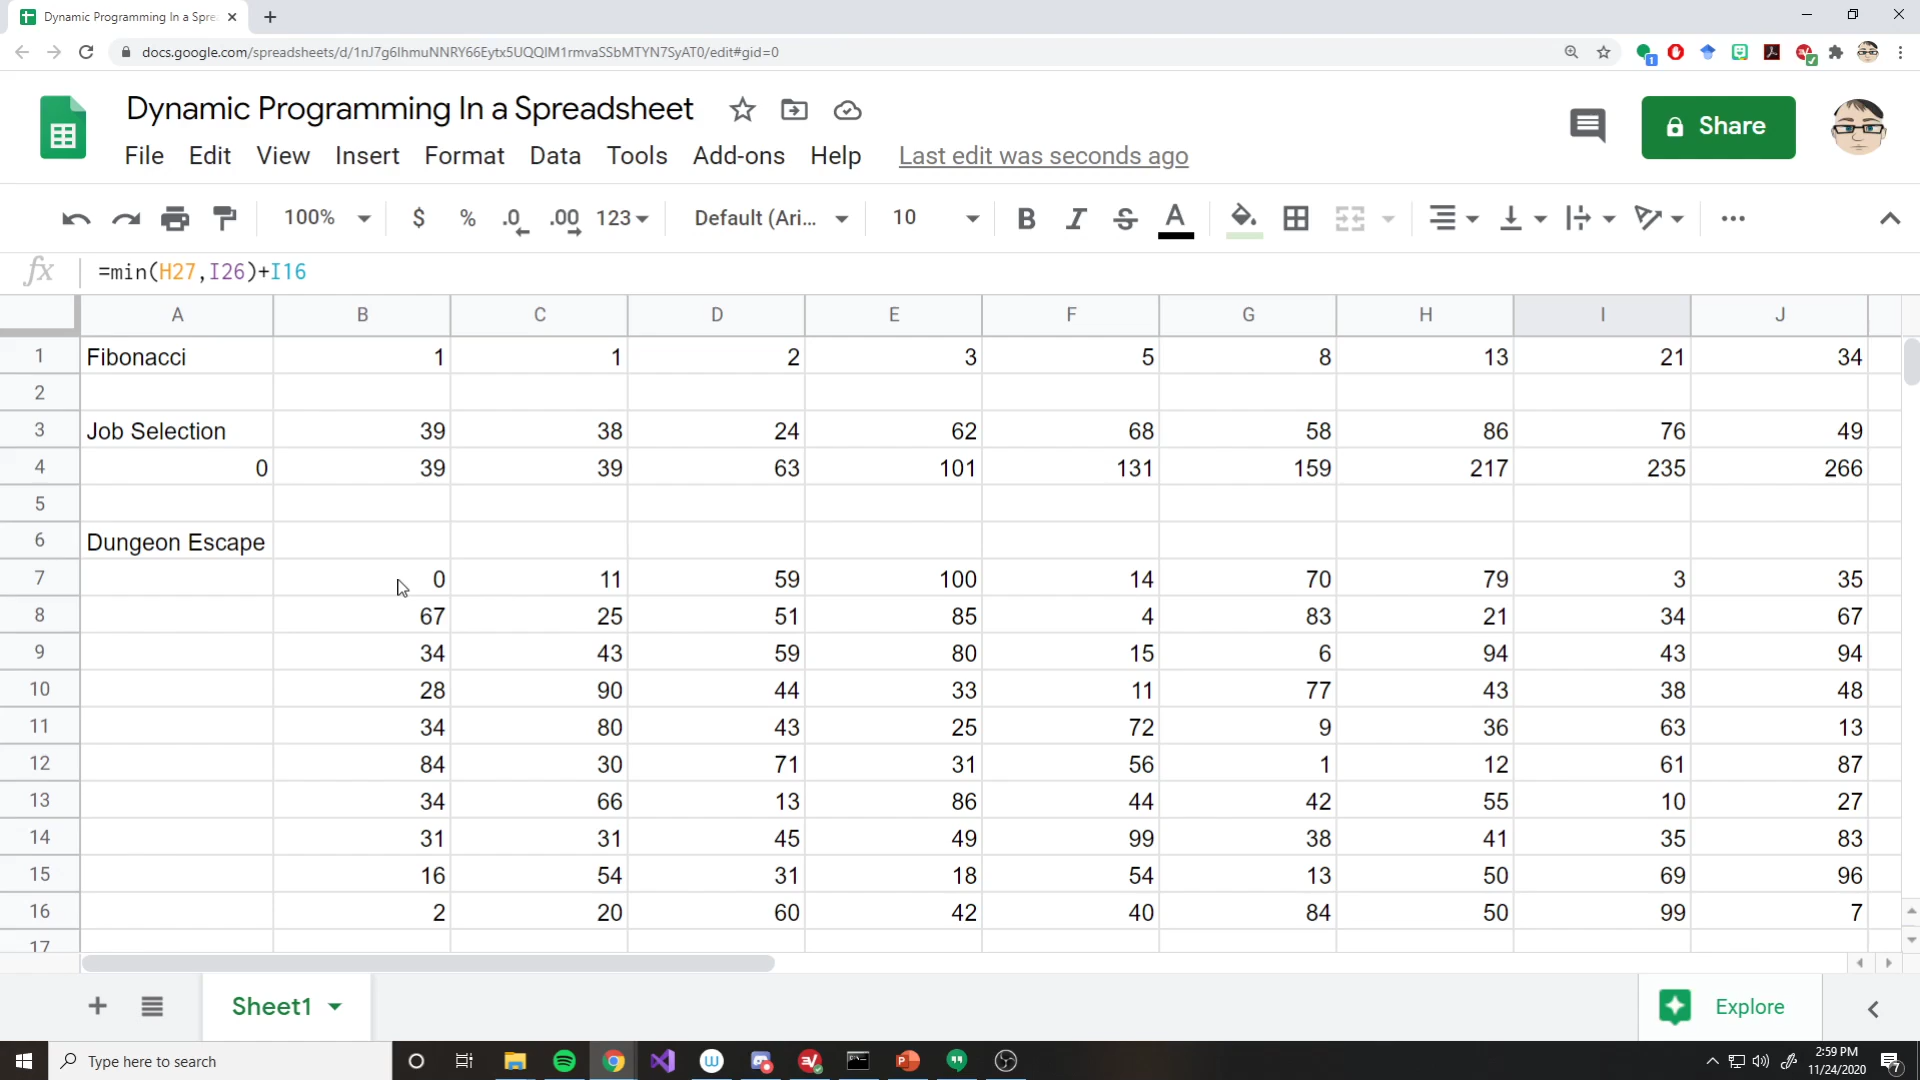 Dynamic Programming In a Spre
docs.google.com/spreadsheets/d/1nJ7g6lhmuNNRY66Eytx5UQQIM1rmvaSSbMTYN7SyAT0/edit#gid=0
1
Dynamic Programming In a Spreadsheet
Share
File Edit View Insert Format Data Tools Add-ons Help Last edit was seconds ago
100% $ % .0 .00 123 Default (Ari... 10 B I S A
fx =min(H27,I26)+I16
A B C D E F G H I J
1 Fibonacci 1 1 2 3 5 8 13 21 34
2
3 Job Selection 39 38 24 62 68 58 86 76 49
4 0 39 39 63 101 131 159 217 235 266
5
6 Dungeon Escape
7 0 11 59 100 14 70 79 3 35
8 67 25 51 85 4 83 21 34 67
9 34 43 59 80 15 6 94 43 94
10 28 90 44 33 11 77 43 38 48
11 34 80 43 25 72 9 36 63 13
12 84 30 71 31 56 1 12 61 87
13 34 66 13 86 44 42 55 10 27
14 31 31 45 49 99 38 41 35 83
15 16 54 31 18 54 13 50 69 96
16 2 20 60 42 40 84 50 99 7
17
Sheet1
Explore
Type here to search
2:59 PM
11/24/2020
7